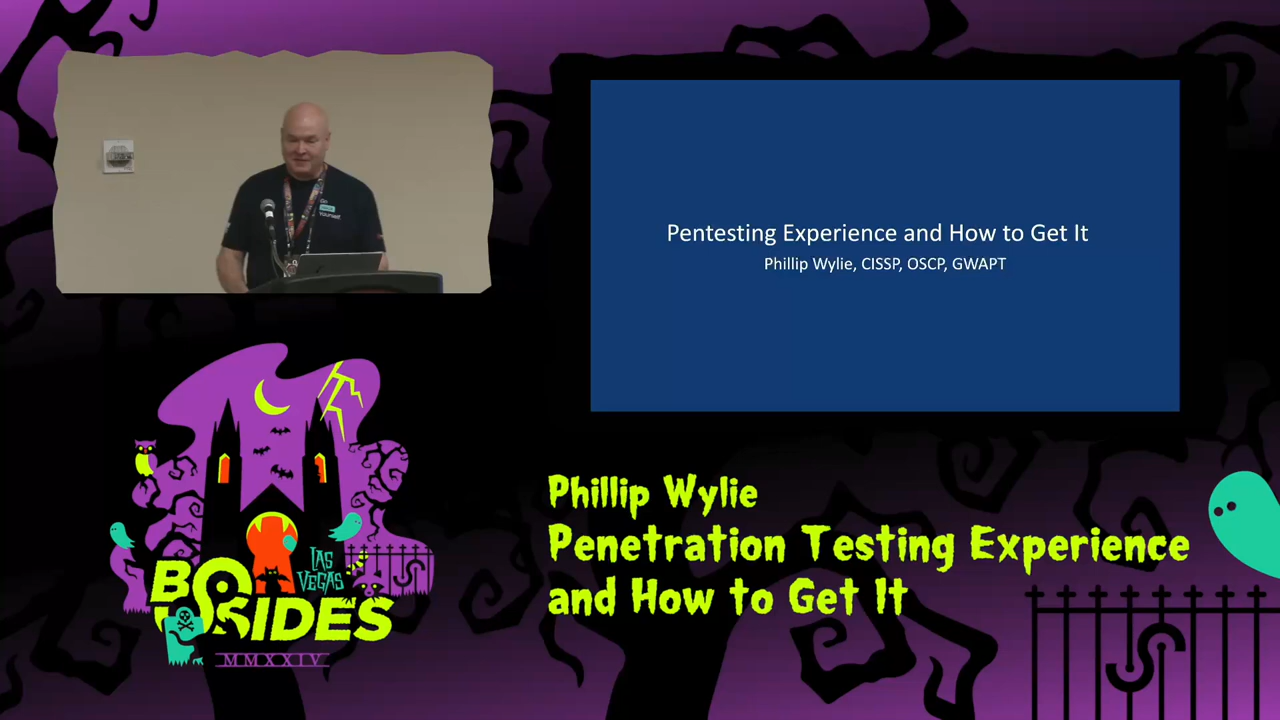 Pentesting Experience and How to Get It
Phillip Wylie, CISSP, OSCP, GWAPT
Phillip Wylie
Penetration Testing Experience
and How to Get It
LAS
VEGAS
BSIDES
MMXXIV